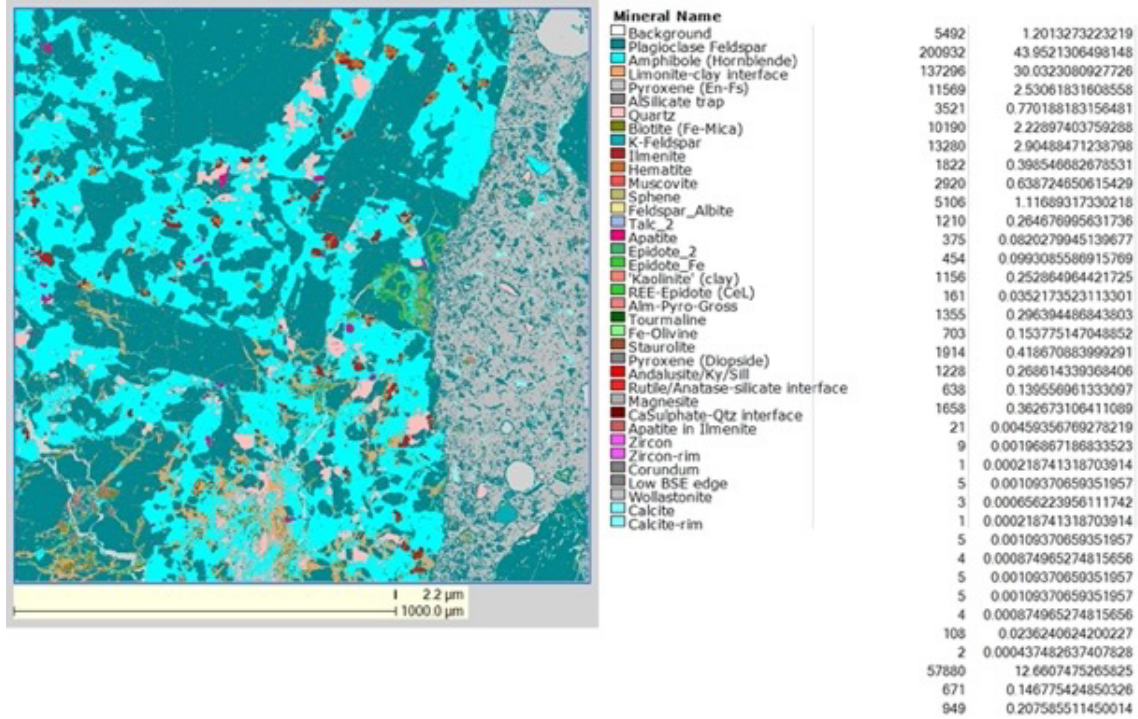 Mineral Name
Background
Plagioclase Feldspar
Amphibole (Hornblende)
Limonite-clay interface
Pyroxene (En-Fs)
AlSilicate trap
Quartz
Biotite (Fe-Mica)
K-Feldspar
Ilmenite
Hematite
Muscovite
Sphene
Feldspar_Albite
Talc_2
Apatite
Epidote_2
Epidote_Fe
'Kaolinite' (clay)
REE-Epidote (CeL)
Alm-Pyro-Gross
Tourmaline
Fe-Olivine
Staurolite
Pyroxene (Diopside)
Andalusite/Ky/Sill
Rutile/Anatase-silicate interface
Magnesite
CaSulphate-Qtz interface
Apatite in Ilmenite
Zircon
Zircon-rim
Corundum
Low BSE edge
Wollastonite
Calcite
Calcite-rim
5492 1.2013273223219
200932 43.9521306498148
137296 30.0323080927726
11569 2.53061831608558
3521 0.770188183156481
10190 2.22897403759288
13280 2.90488471238798
1822 0.398546682678531
2920 0.638724650615429
5106 1.11689317330218
1210 0.264676995631736
375 0.0820279945139677
454 0.0993085586915769
1156 0.252864964421725
161 0.0352173523113301
1355 0.296394486843803
703 0.153775147048852
1914 0.418670883999291
1228 0.268614339368406
638 0.139556961333097
1658 0.362673106411089
21 0.00459356769278219
9 0.00196867186833523
1 0.000218741318703914
5 0.00109370659351957
3 0.000656223956111742
1 0.000218741318703914
5 0.00109370659351957
4 0.000874965274815656
5 0.00109370659351957
5 0.00109370659351957
4 0.000874965274815656
108 0.0236240624200227
2 0.000437482637407828
57880 12.6607475265825
671 0.146775424850326
949 0.207585511450014
2.2 µm
1000.0 µm